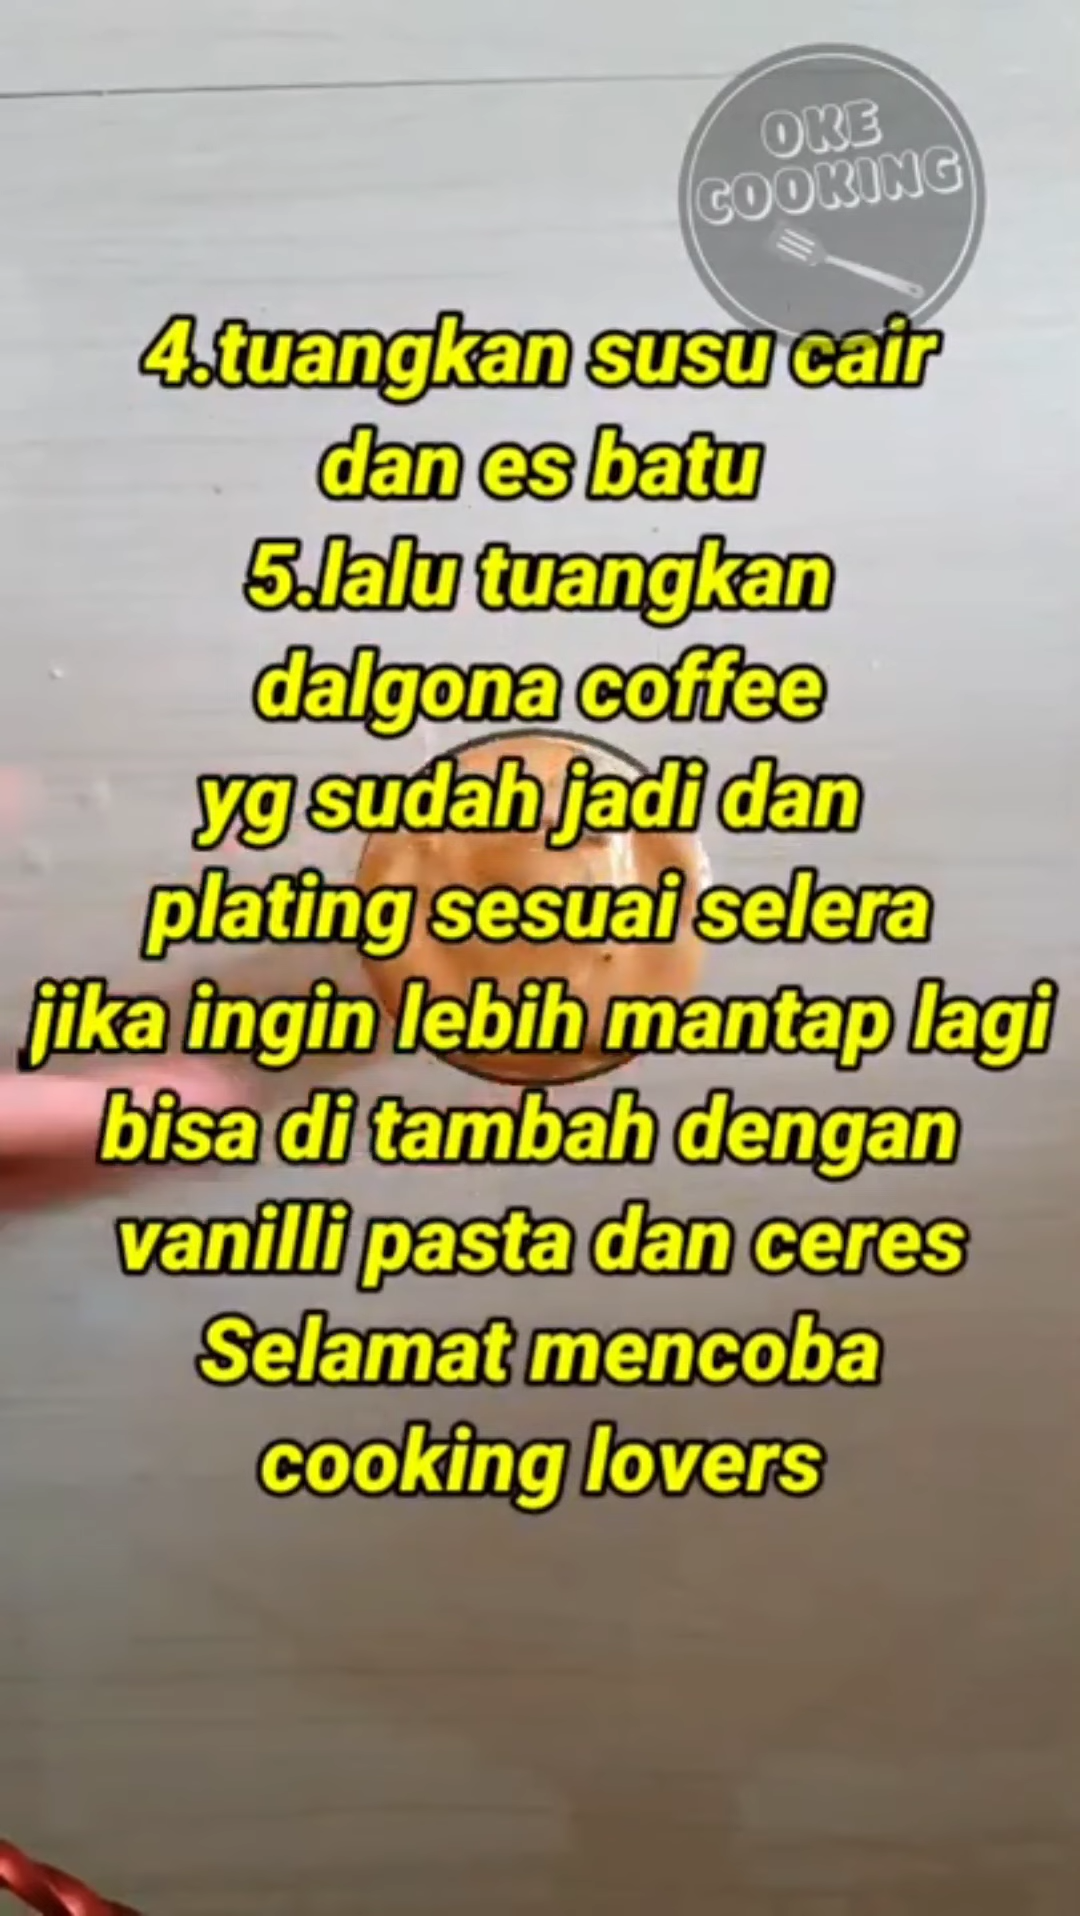 OKE
COOKING
4.tuangkan susu cair
dan es batu
5.lalu tuangkan
dalgona coffee
yg sudah jadi dan
plating sesuai selera
jika ingin lebih mantap lagi
bisa di tambah dengan
vanilli pasta dan ceres
Selamat mencoba
cooking lovers